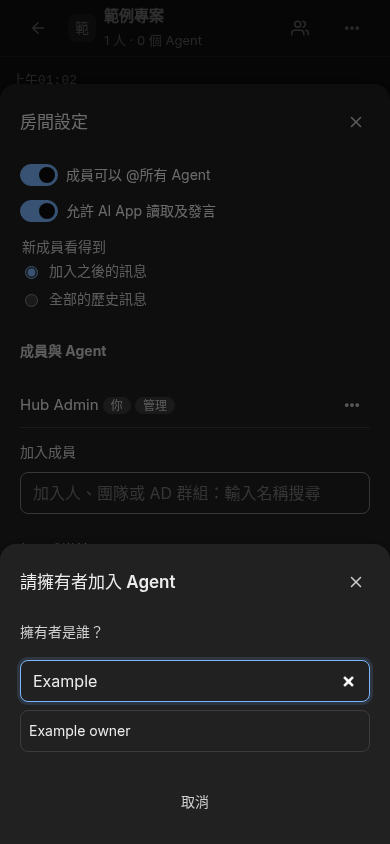 範 範例專案
1 人 · 0 個 Agent
上午01:02
房間設定
成員可以 @所有 Agent
允許 AI App 讀取及發言
新成員看得到
加入之後的訊息
全部的歷史訊息
成員與 Agent
Hub Admin 你 管理
加入成員
加入人、團隊或 AD 群組：輸入名稱搜尋
請擁有者加入 Agent
擁有者是誰？
Example
Example owner
取消